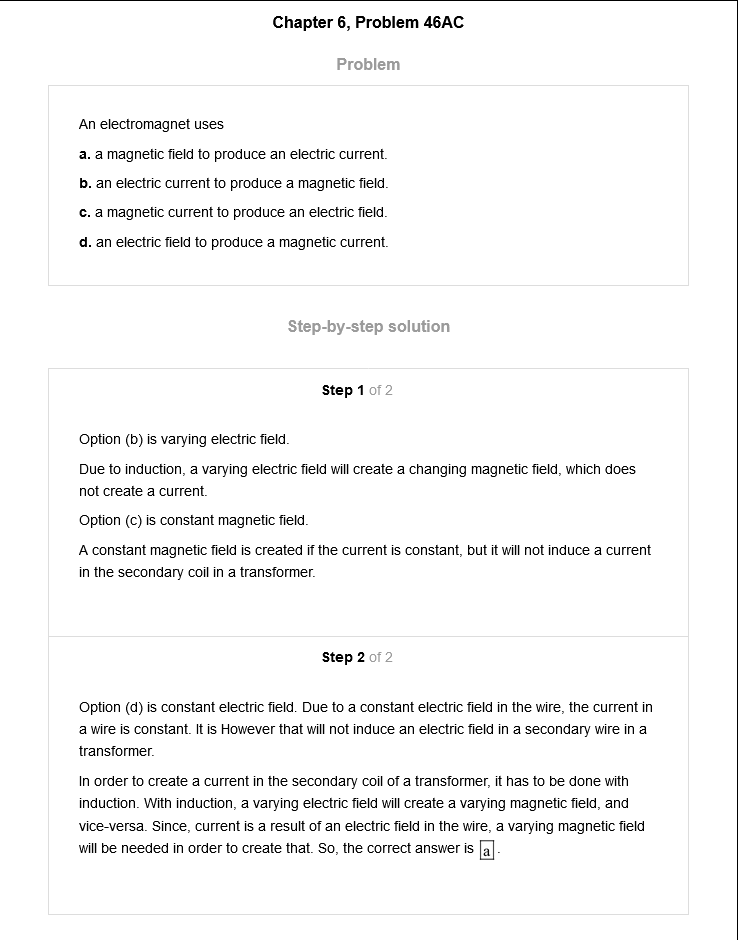 Chapter 6, Problem 46AC
Problem
An electromagnet uses
a. a magnetic field to produce an electric current.
b. an electric current to produce a magnetic field.
c. a magnetic current to produce an electric field.
d. an electric field to produce a magnetic current.
Step-by-step solution
Step 1 of 2
Option (b) is varying electric field.
Due to induction, a varying electric field will create a changing magnetic field, which does
not create a current.
Option (c) is constant magnetic field.
A constant magnetic field is created if the current is constant, but it will not induce a current
in the secondary coil in a transformer.
Step 2 of 2
Option (d) is constant electric field. Due to a constant electric field in the wire, the current in
a wire is constant. It is However that will not induce an electric field in a secondary wire in a
transformer.
In order to create a current in the secondary coil of a transformer, it has to be done with
induction. With induction, a varying electric field will create a varying magnetic field, and
vice-versa. Since, current is a result of an electric field in the wire, a varying magnetic field
will be needed in order to create that. So, the correct answer is a.